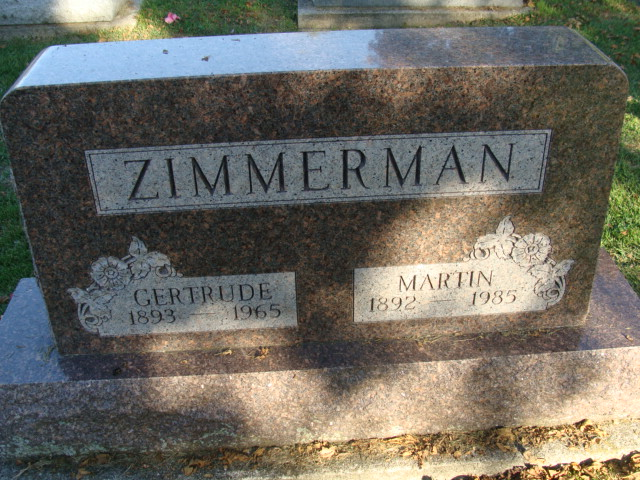 ZIMMERMAN
GERTRUDE
1893 — 1965
MARTIN
1892 — 1985